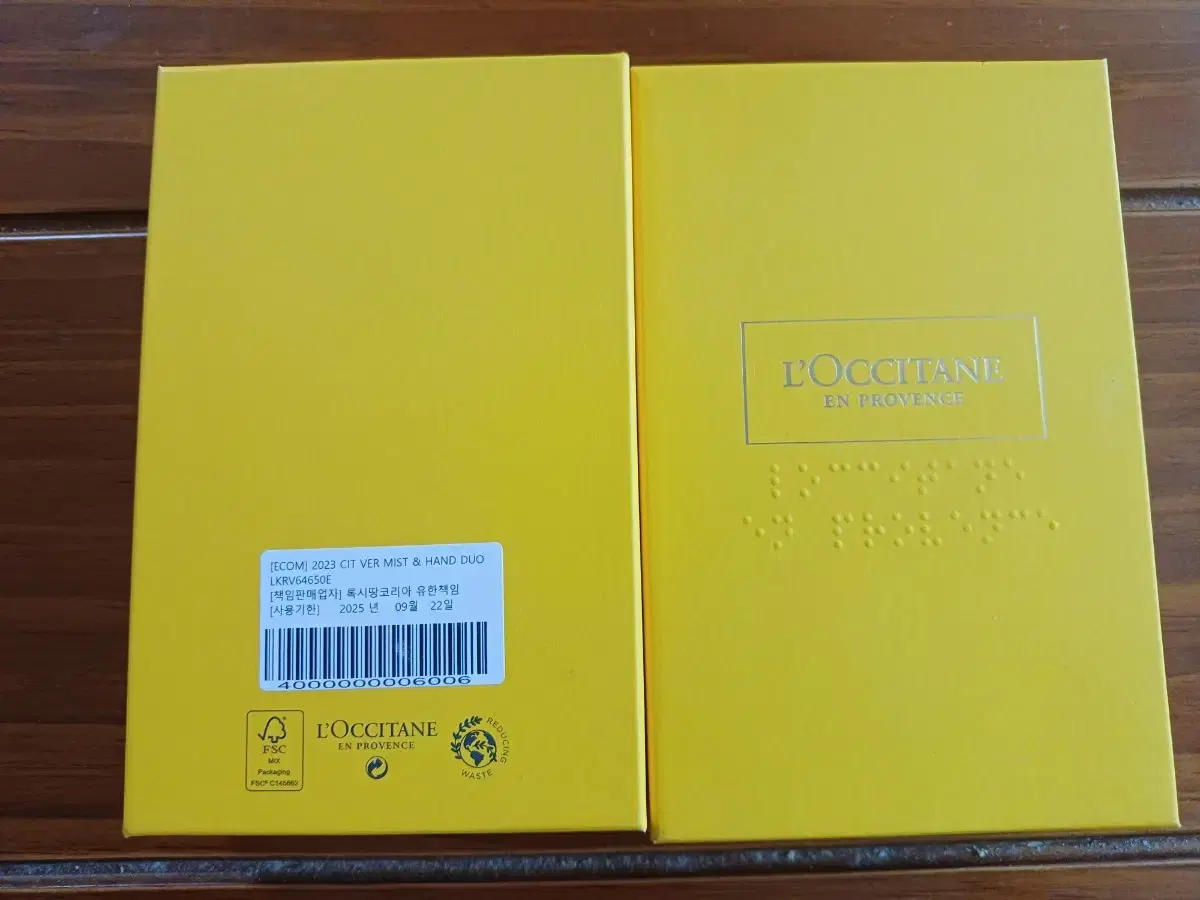 [ECOM] 2023 CIT VER MIST & HAND DUO
LKRV64650E
[책임판매업자] 록시땅코리아 유한책임
[사용기한] 2025 년 09월 22일
4000000006006
FSC
MIX
Packaging
FSC® C145662
L'OCCITANE
EN PROVENCE
REDUCING
WASTE
L'OCCITANE
EN PROVENCE